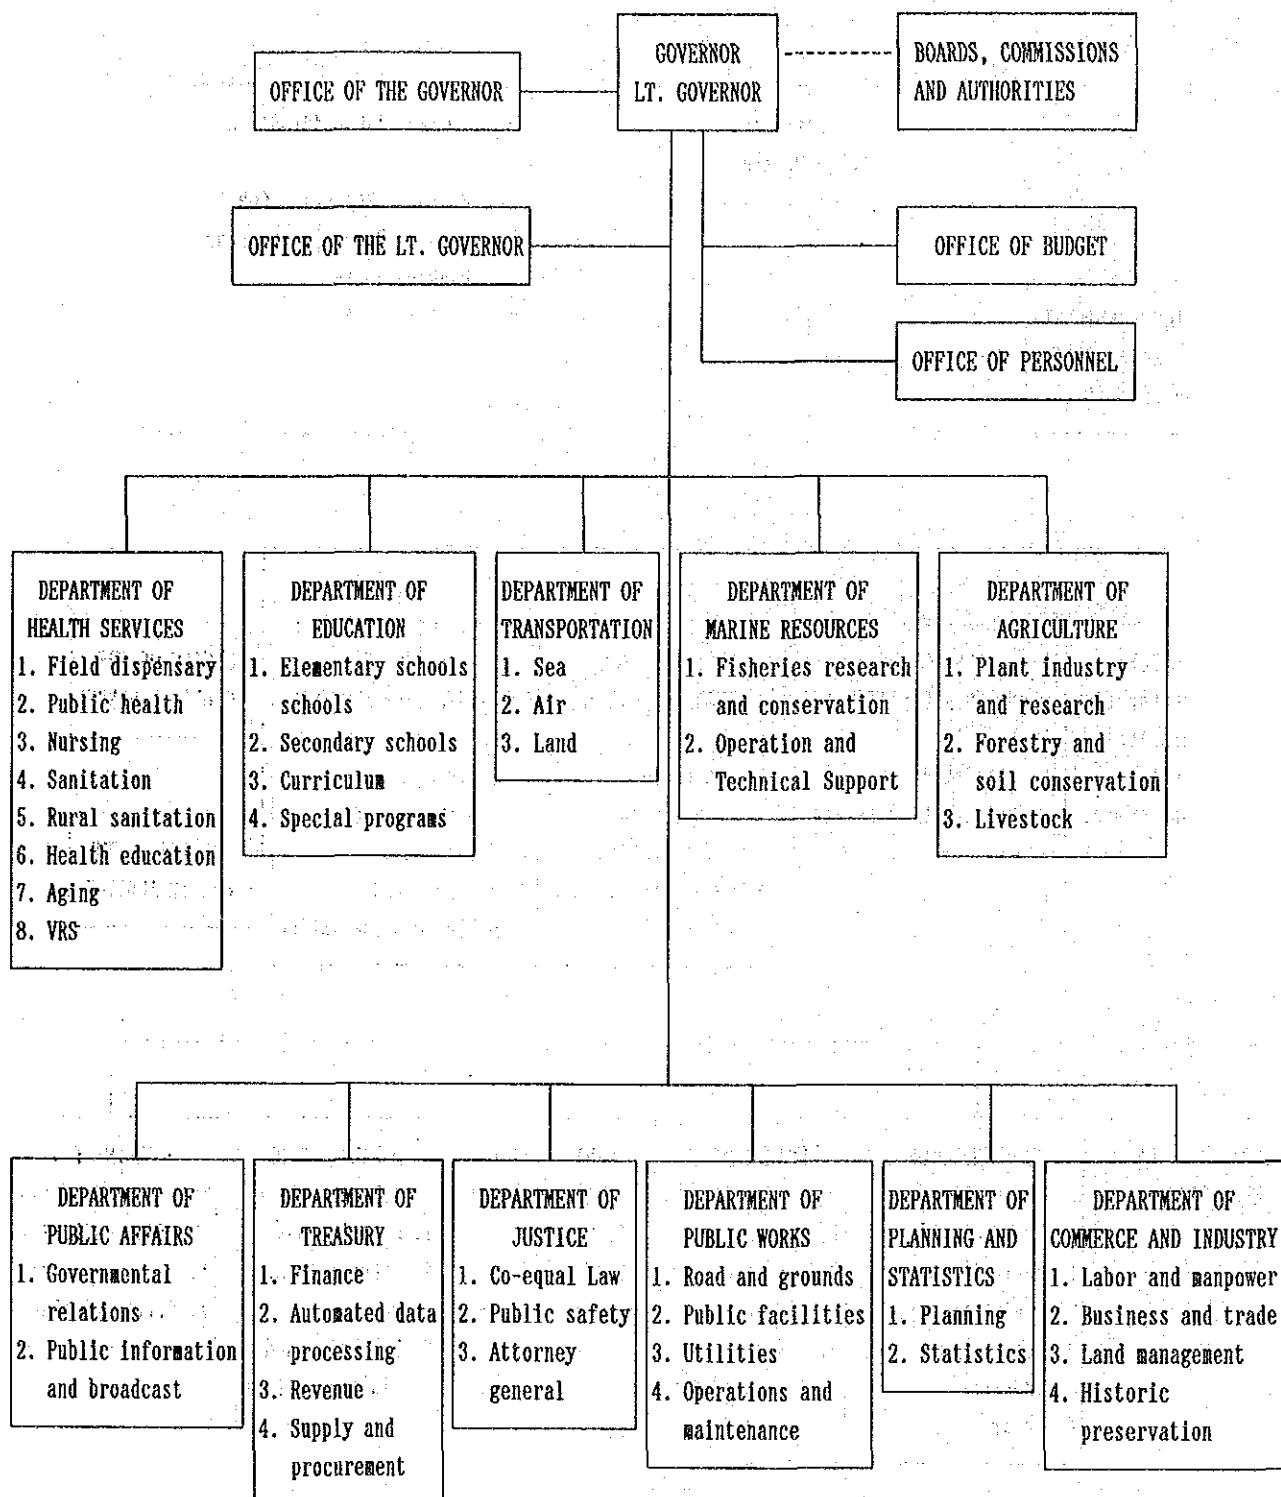 GOVERNOR
LT. GOVERNOR
BOARDS, COMMISSIONS
AND AUTHORITIES
OFFICE OF THE GOVERNOR
OFFICE OF THE LT. GOVERNOR
OFFICE OF BUDGET
OFFICE OF PERSONNEL
DEPARTMENT OF
HEALTH SERVICES
1. Field dispensary
2. Public health
3. Nursing
4. Sanitation
5. Rural sanitation
6. Health education
7. Aging
8. VRS
DEPARTMENT OF
EDUCATION
1. Elementary schools
schools
2. Secondary schools
3. Curriculum
4. Special programs
DEPARTMENT OF
TRANSPORTATION
1. Sea
2. Air
3. Land
DEPARTMENT OF
MARINE RESOURCES
1. Fisheries research
and conservation
2. Operation and
Technical Support
DEPARTMENT OF
AGRICULTURE
1. Plant industry
and research
2. Forestry and
soil conservation
3. Livestock
DEPARTMENT OF
PUBLIC AFFAIRS
1. Governmental
relations
2. Public information
and broadcast
DEPARTMENT OF
TREASURY
1. Finance
2. Automated data
processing
3. Revenue
4. Supply and
procurement
DEPARTMENT OF
JUSTICE
1. Co-equal Law
2. Public safety
3. Attorney
general
DEPARTMENT OF
PUBLIC WORKS
1. Road and grounds
2. Public facilities
3. Utilities
4. Operations and
maintenance
DEPARTMENT OF
PLANNING AND
STATISTICS
1. Planning
2. Statistics
DEPARTMENT OF
COMMERCE AND INDUSTRY
1. Labor and manpower
2. Business and trade
3. Land management
4. Historic
preservation